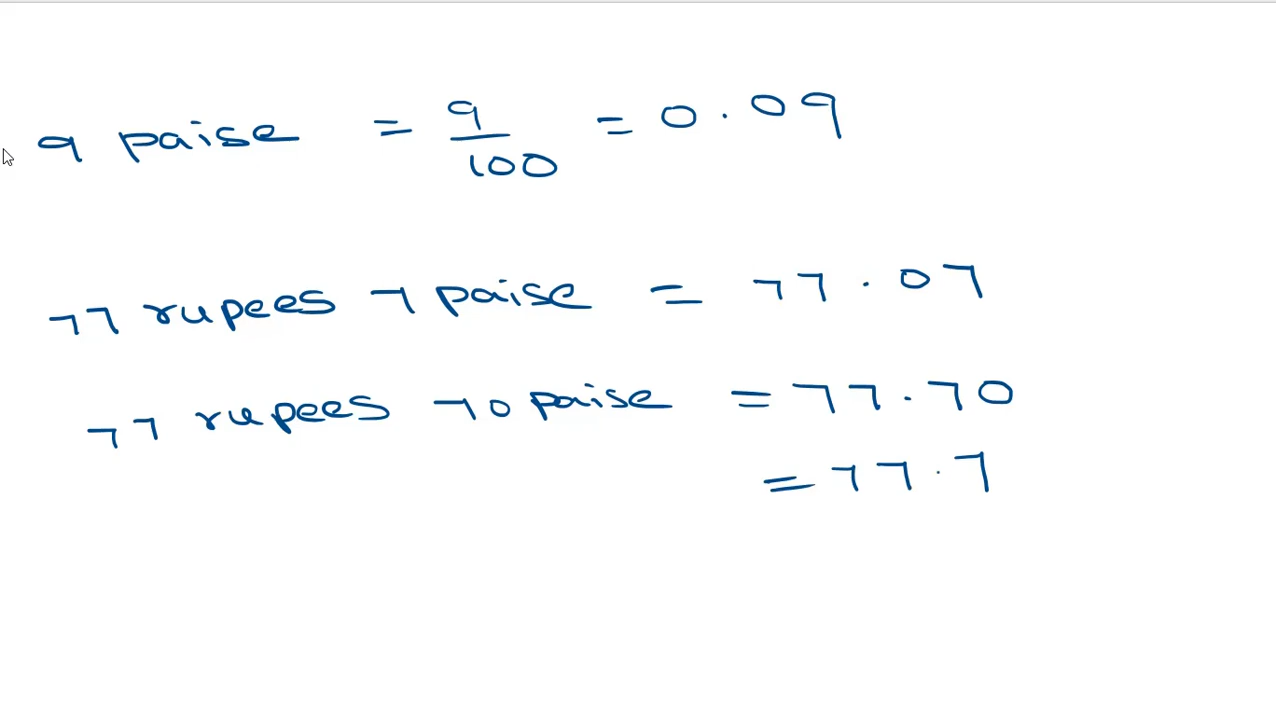 9 paise = 9/100 = 0.09
77 rupees 7 paise = 77.07
77 rupees 70 paise = 77.70
= 77.7